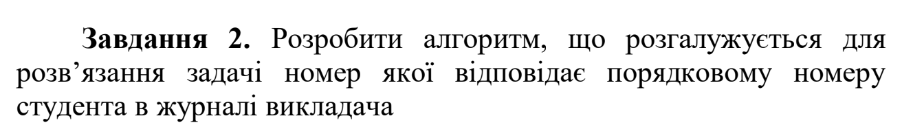 Завдання 2. Розробити алгоритм, що розгалужується для
розв’язання задачі номер якої відповідає порядковому номеру
студента в журналі викладача